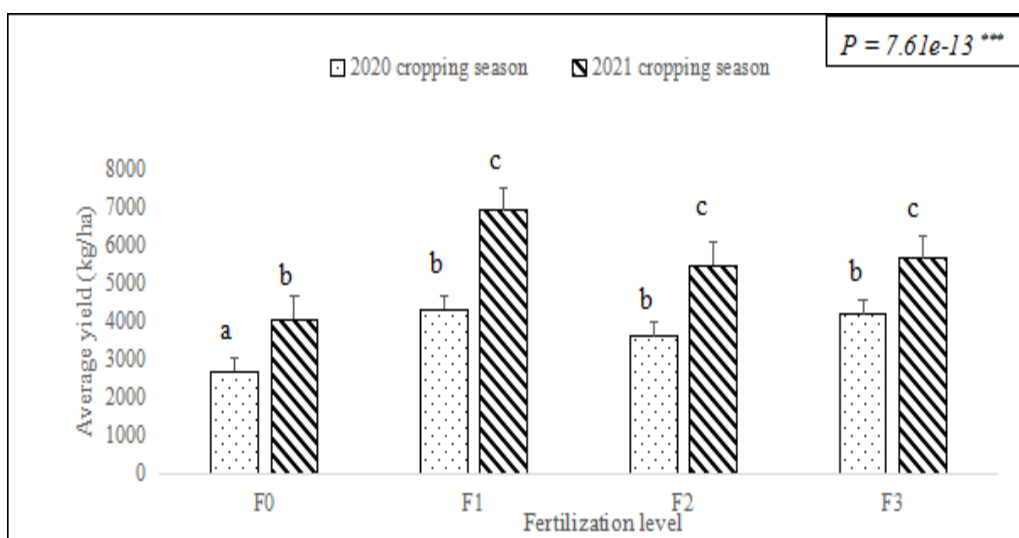 P = 7.61e-13 ***
2020 cropping season 2021 cropping season
8000
7000
6000
5000
4000
3000
2000
1000
0
Average yield (kg/ha)
a b b c b c b c
F0 F1 F2 F3
Fertilization level